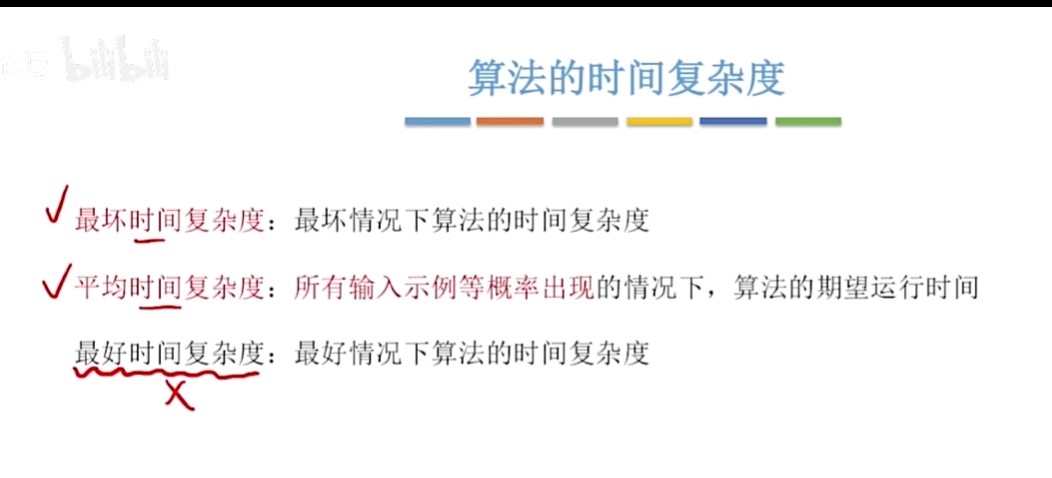 bilibili
算法的时间复杂度
最坏时间复杂度：最坏情况下算法的时间复杂度
平均时间复杂度：所有输入示例等概率出现的情况下，算法的期望运行时间
最好时间复杂度：最好情况下算法的时间复杂度